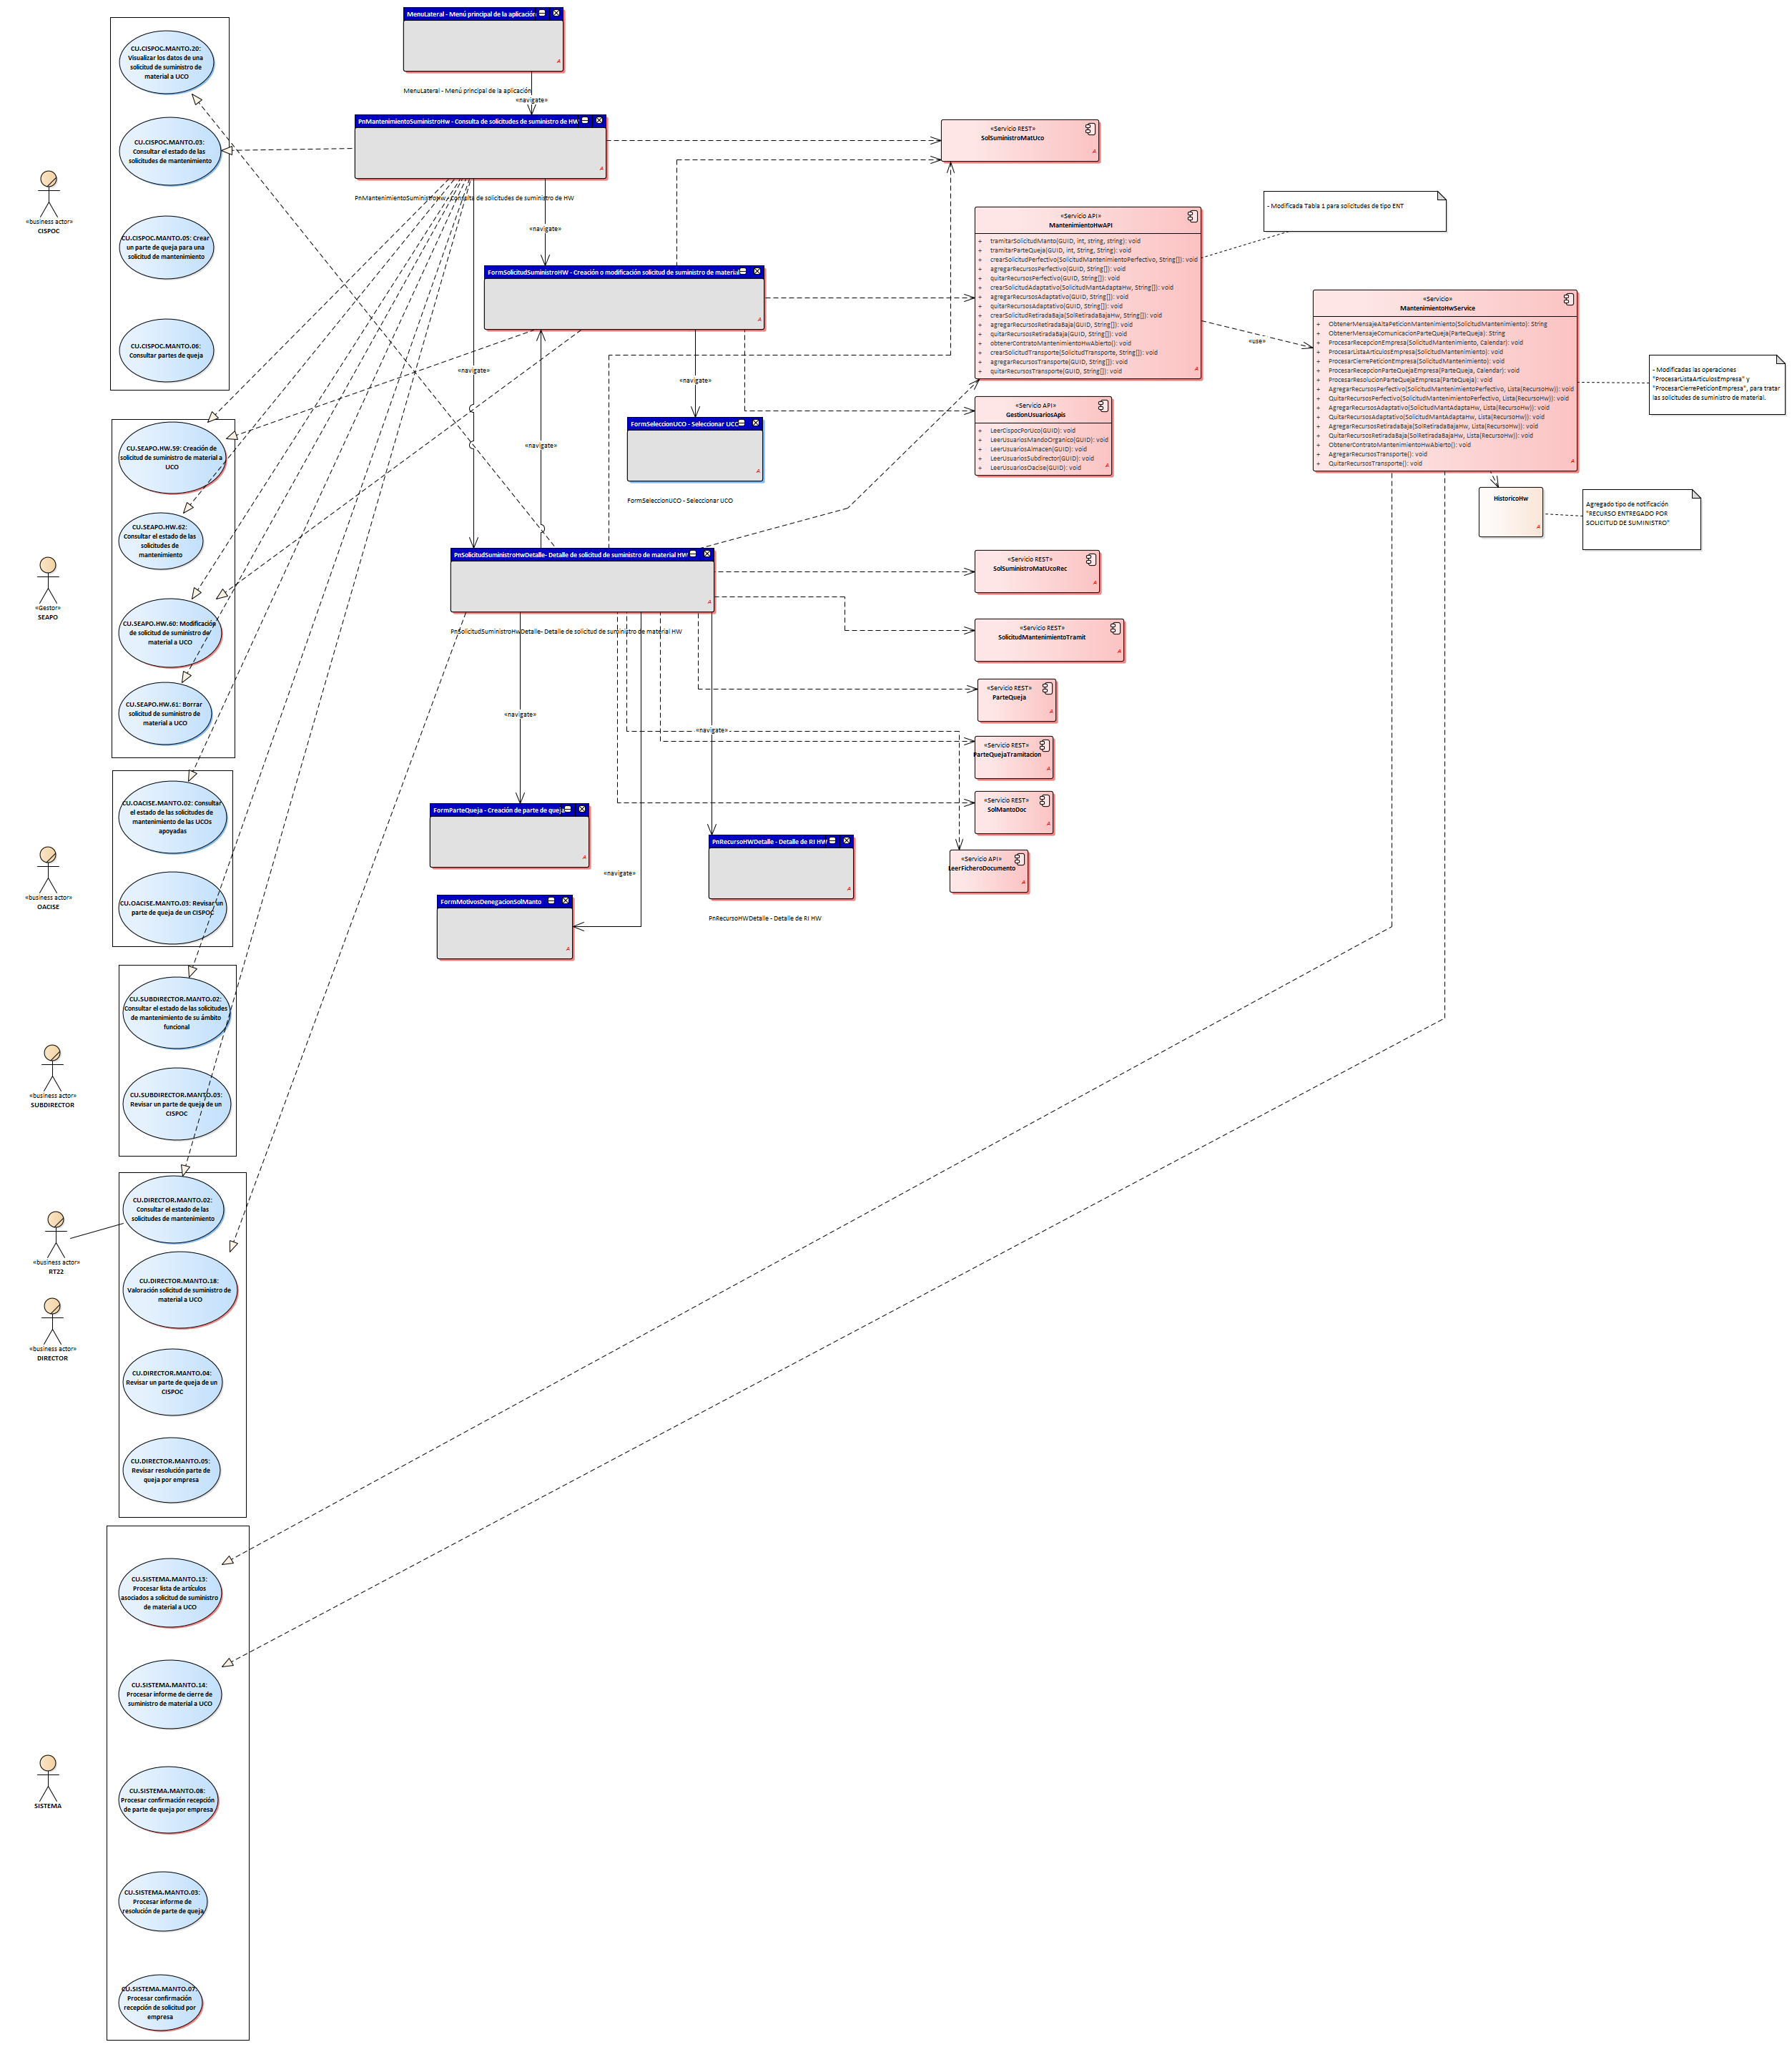 CU.CISPOC.MANTO.20:
Visualizar los datos de una
solicitud de suministro de
material a UCO
CU.CISPOC.MANTO.03:
Consultar el estado de las
solicitudes de mantenimiento
CU.CISPOC.MANTO.05: Crear
un parte de queja para una
solicitud de mantenimiento
CU.CISPOC.MANTO.06:
Consultar partes de queja
«business actor»
CISPOC
CU.SEAPO.HW.59: Creación de
solicitud de suministro de material a
UCO
CU.SEAPO.HW.62:
Consultar el estado de las
solicitudes de
mantenimiento
CU.SEAPO.HW.60: Modificación
de solicitud de suministro de
material a UCO
CU.SEAPO.HW.61: Borrar
solicitud de suministro de
material a UCO
«Gestor»
SEAPO
CU.OACISE.MANTO.02: Consultar
el estado de las solicitudes de
mantenimiento de las UCOs
apoyadas
CU.OACISE.MANTO.03: Revisar un
parte de queja de un CISPOC
«business actor»
OACISE
CU.SUBDIRECTOR.MANTO.02:
Consultar el estado de las solicitudes
de mantenimiento de su ámbito
funcional
CU.SUBDIRECTOR.MANTO.03:
Revisar un parte de queja de un
CISPOC
«business actor»
SUBDIRECTOR
CU.DIRECTOR.MANTO.02:
Consultar el estado de las
solicitudes de mantenimiento
CU.DIRECTOR.MANTO.18:
Valoración solicitud de suministro de
material a UCO
CU.DIRECTOR.MANTO.04:
Revisar un parte de queja de un
CISPOC
CU.DIRECTOR.MANTO.05:
Revisar resolución parte de
queja por empresa
«business actor»
RT22
«business actor»
DIRECTOR
CU.SISTEMA.MANTO.13:
Procesar lista de artículos
asociados a solicitud de suministro
de material a UCO
CU.SISTEMA.MANTO.14:
Procesar informe de cierre de
suministro de material a UCO
CU.SISTEMA.MANTO.08:
Procesar confirmación recepción
de parte de queja por empresa
CU.SISTEMA.MANTO.03:
Procesar informe de
resolución de parte de queja
CU.SISTEMA.MANTO.07:
Procesar confirmación
recepción de solicitud por
empresa
SISTEMA
MenuLateral - Menú principal de la aplicación
MenuLateral - Menú principal de la aplicación
«navigate»
PnMantenimientoSuministroHw - Consulta de solicitudes de suministro de HW
PnMantenimientoSuministroHw - Consulta de solicitudes de suministro de HW
«navigate»
FormSolicitudSuministroHW - Creación o modificación solicitud de suministro de material
«navigate»
«navigate»
«navigate»
FormSeleccionUCO - Seleccionar UCO
FormSeleccionUCO - Seleccionar UCO
PnSolicitudSuministroHwDetalle- Detalle de solicitud de suministro de material HW
PnSolicitudSuministroHwDetalle- Detalle de solicitud de suministro de material HW
«navigate»
«navigate»
FormParteQueja - Creación de parte de queja
«navigate»
FormMotivosDenegacionSolManto
PnRecursoHWDetalle - Detalle de RI HW
PnRecursoHWDetalle - Detalle de RI HW
«Servicio REST»
SolSuministroMatUco
«Servicio API»
MantenimientoHwAPI
+ tramitarSolicitudManto(GUID, int, string, string): void
+ tramitarParteQueja(GUID, int, String, String): void
+ crearSolicitudPerfectivo(SolicitudMantenimientoPerfectivo, String[]): void
+ agregarRecursosPerfectivo(GUID, String[]): void
+ quitarRecursosPerfectivo(GUID, String[]): void
+ crearSolicitudAdaptativo(SolicitudMantAdaptaHw, String[]): void
+ agregarRecursosAdaptativo(GUID, String[]): void
+ quitarRecursosAdaptativo(GUID, String[]): void
+ crearSolicitudRetiradaBaja(SolRetiradaBajaHw, String[]): void
+ agregarRecursosRetiradaBaja(GUID, String[]): void
+ quitarRecursosRetiradaBaja(GUID, String[]): void
+ obtenerContratoMantenimientoHwAbierto(): void
+ crearSolicitudTransporte(SolicitudTransporte, String[]): void
+ agregarRecursosTransporte(GUID, String[]): void
+ quitarRecursosTransporte(GUID, String[]): void
- Modificada Tabla 1 para solicitudes de tipo ENT
«use»
«Servicio API»
GestionUsuariosApis
+ LeerCispocPorUco(GUID): void
+ LeerUsuariosMandoOrganico(GUID): void
+ LeerUsuariosAlmacen(GUID): void
+ LeerUsuariosSubdirector(GUID): void
+ LeerUsuariosOacise(GUID): void
«Servicio»
MantenimientoHwService
+ ObtenerMensajeAltaPeticionMantenimiento(SolicitudMantenimiento): String
+ ObtenerMensajeComunicacionParteQueja(ParteQueja): String
+ ProcesarRecepcionEmpresa(SolicitudMantenimiento, Calendar): void
+ ProcesarListaArticulosEmpresa(SolicitudMantenimiento): void
+ ProcesarCierrePeticionEmpresa(SolicitudMantenimiento): void
+ ProcesarRecepcionParteQuejaEmpresa(ParteQueja, Calendar): void
+ ProcesarResolucionParteQuejaEmpresa(ParteQueja): void
+ AgregarRecursosPerfectivo(SolicitudMantenimientoPerfectivo, Lista(RecursoHw)): void
+ QuitarRecursosPerfectivo(SolicitudMantenimientoPerfectivo, Lista(RecursoHw)): void
+ AgregarRecursosAdaptativo(SolicitudMantAdaptaHw, Lista(RecursoHw)): void
+ QuitarRecursosAdaptativo(SolicitudMantAdaptaHw, Lista(RecursoHw)): void
+ AgregarRecursosRetiradaBaja(SolRetiradaBajaHw, Lista(RecursoHw)): void
+ QuitarRecursosRetiradaBaja(SolRetiradaBajaHw, Lista(RecursoHw)): void
+ ObtenerContratoMantenimientoHwAbierto(): void
+ AgregarRecursosTransporte(): void
+ QuitarRecursosTransporte(): void
- Modificadas las operaciones
"ProcesarListaArticulosEmpresa" y
"ProcesarCierrePeticionEmpresa", para tratar
las solicitudes de suministro de material.
HistoricoHw
Agregado tipo de notificación
"RECURSO ENTREGADO POR
SOLICITUD DE SUMINISTRO"
«Servicio REST»
SolSuministroMatUcoRec
«Servicio REST»
SolicitudMantenimientoTramit
«Servicio REST»
ParteQueja
«Servicio REST»
ParteQuejaTramitacion
«Servicio REST»
SolMantoDoc
«Servicio API»
LeerFicheroDocumento